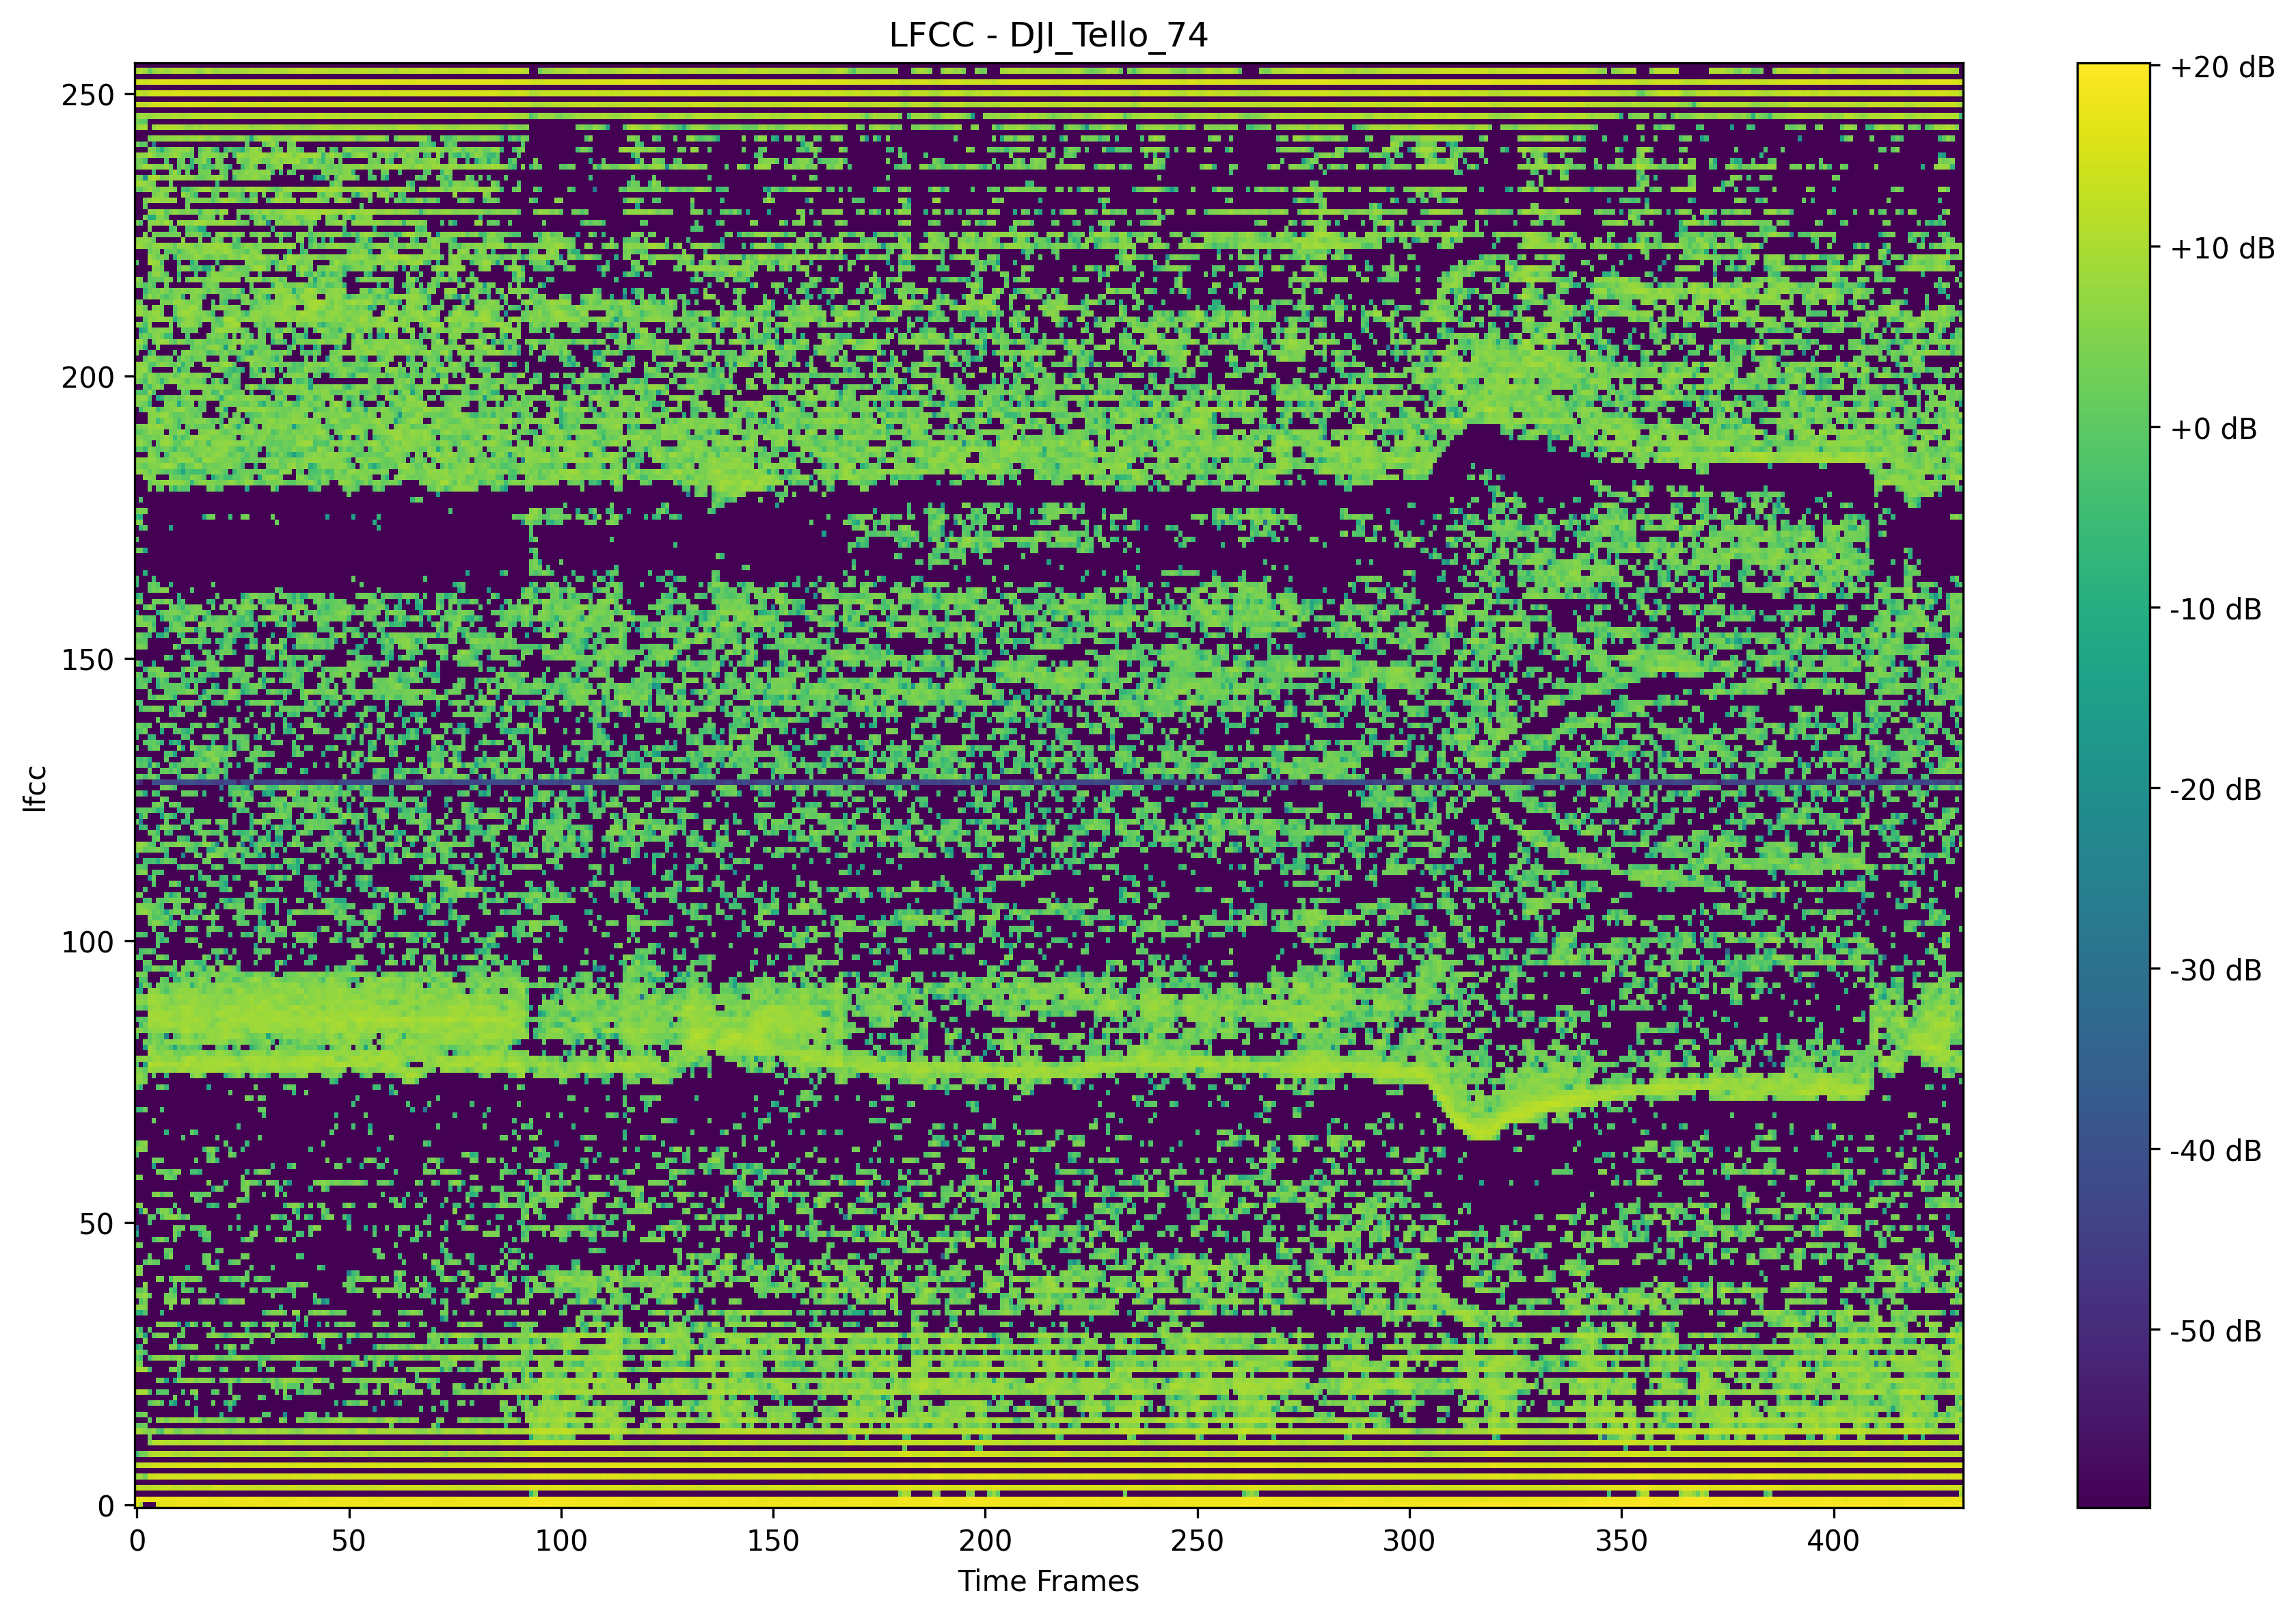 LFCC - DJI_Tello_74
250
200
150
100
50
0
lfcc
0 50 100 150 200 250 300 350 400
Time Frames
+20 dB
+10 dB
+0 dB
-10 dB
-20 dB
-30 dB
-40 dB
-50 dB